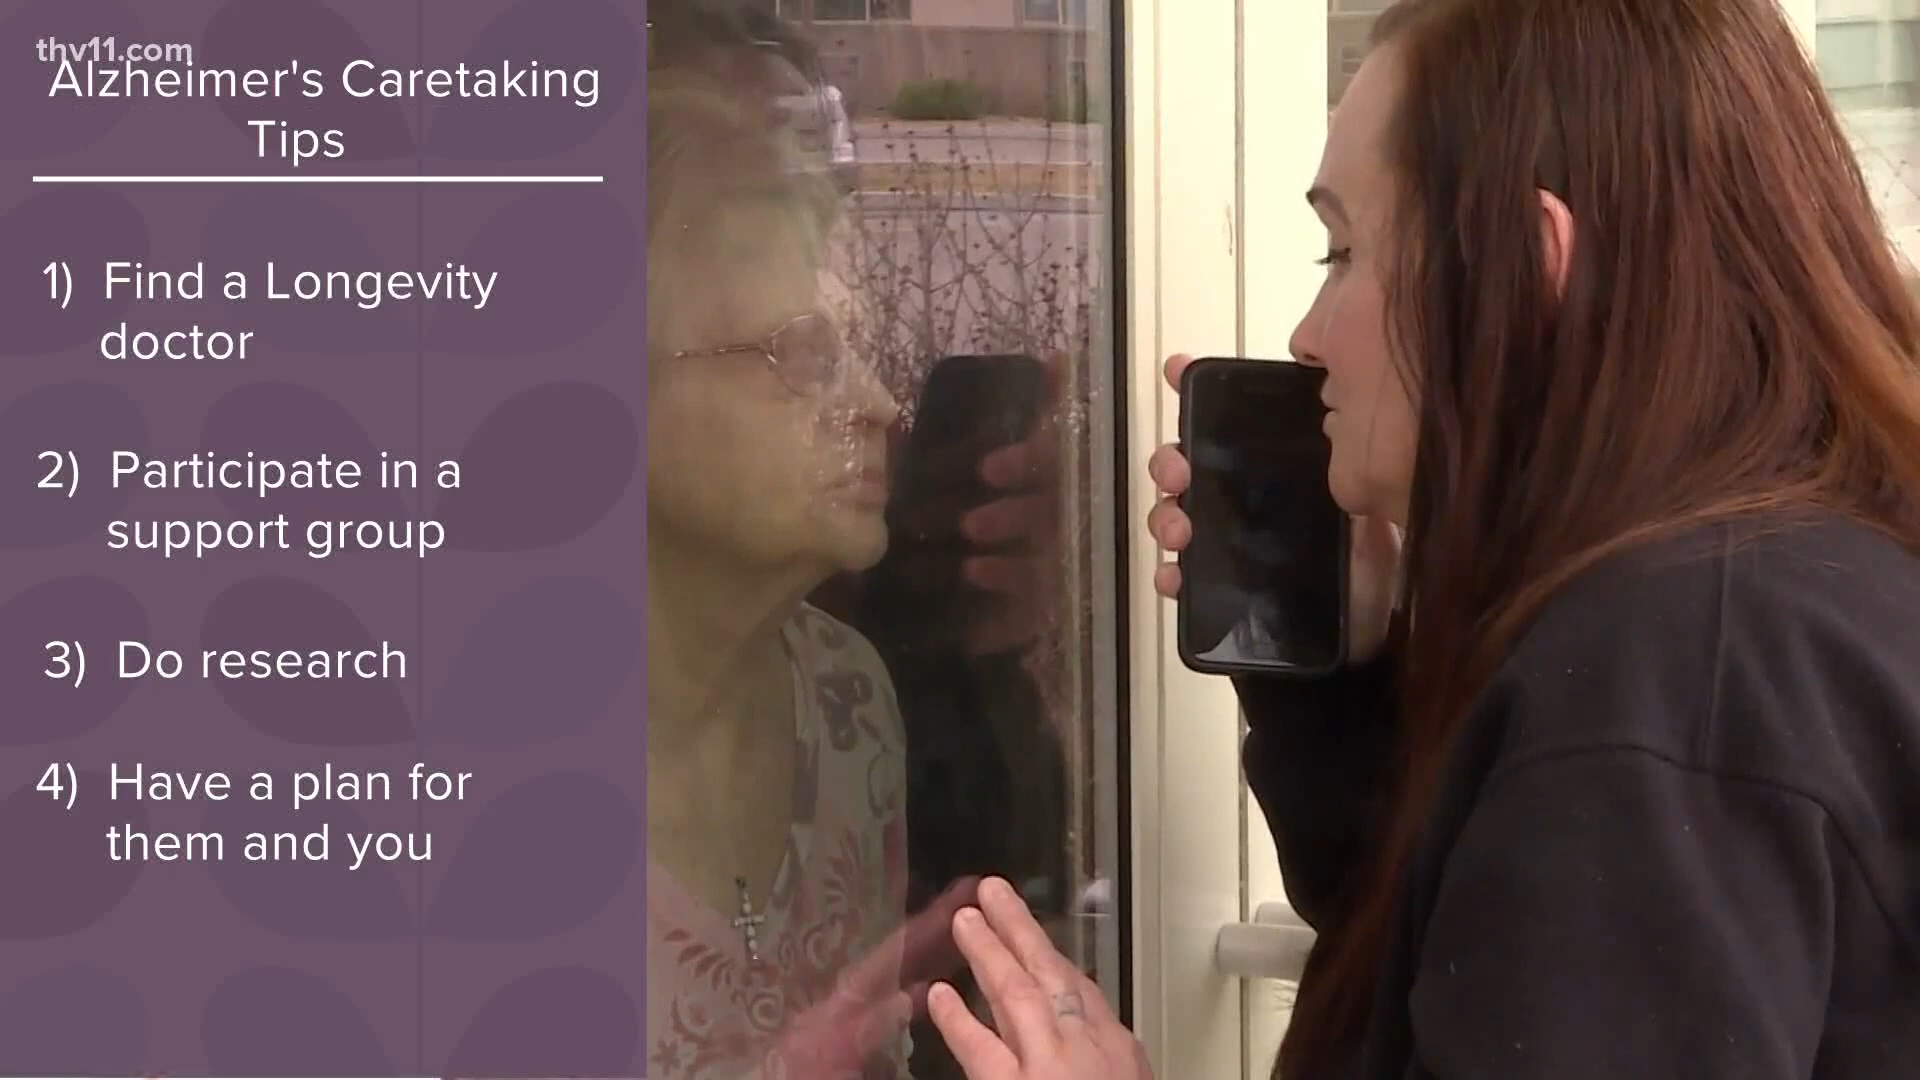 thv11.com
Alzheimer's Caretaking
Tips
1) Find a Longevity
doctor
2) Participate in a
support group
3) Do research
4) Have a plan for
them and you